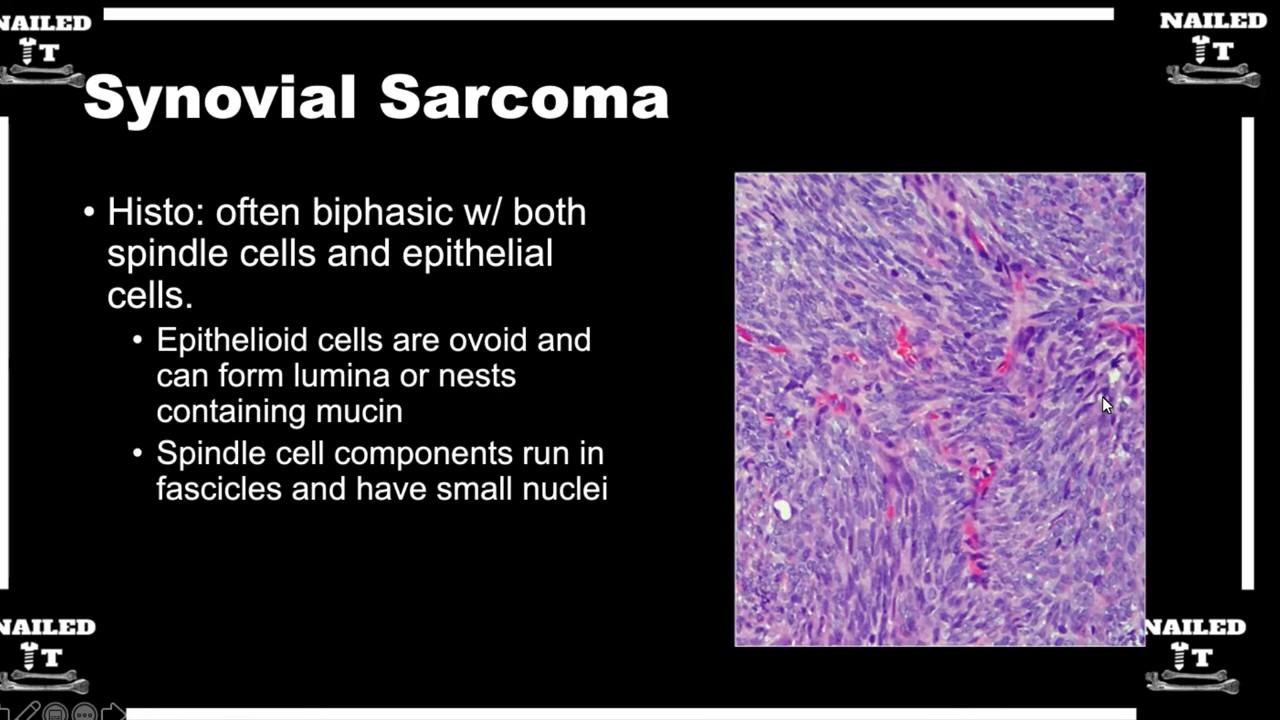 NAILED
IT
NAILED
IT
Synovial Sarcoma
• Histo: often biphasic w/ both
spindle cells and epithelial
cells.
• Epithelioid cells are ovoid and
can form lumina or nests
containing mucin
• Spindle cell components run in
fascicles and have small nuclei
NAILED
IT
NAILED
IT